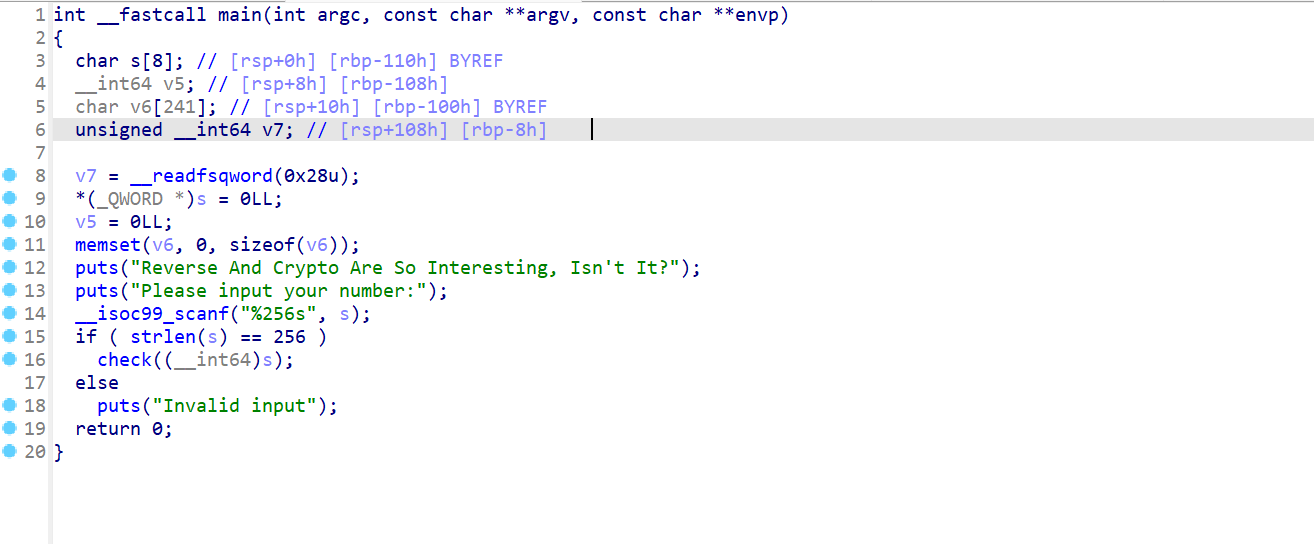 1 int __fastcall main(int argc, const char **argv, const char **envp)
2 {
3   char s[8]; // [rsp+0h] [rbp-110h] BYREF
4   __int64 v5; // [rsp+8h] [rbp-108h]
5   char v6[241]; // [rsp+10h] [rbp-100h] BYREF
6   unsigned __int64 v7; // [rsp+108h] [rbp-8h]
7
8   v7 = __readfsqword(0x28u);
9   *(_QWORD *)s = 0LL;
10   v5 = 0LL;
11   memset(v6, 0, sizeof(v6));
12   puts("Reverse And Crypto Are So Interesting, Isn't It?");
13   puts("Please input your number:");
14   __isoc99_scanf("%256s", s);
15   if ( strlen(s) == 256 )
16     check((__int64)s);
17   else
18     puts("Invalid input");
19   return 0;
20 }